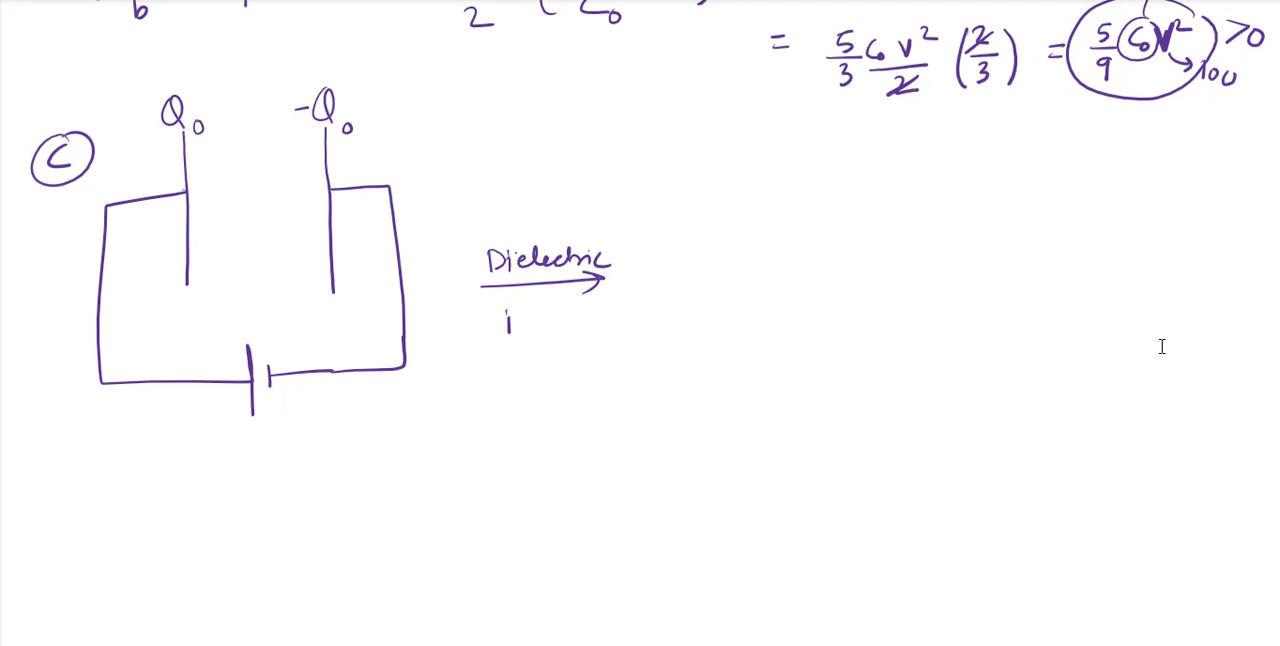 = 5/3 C₀V²/2 (2/3) = (5/9 C₀V²) > 0
→ 100
Q₀ -Q₀
C
Dielectric
i